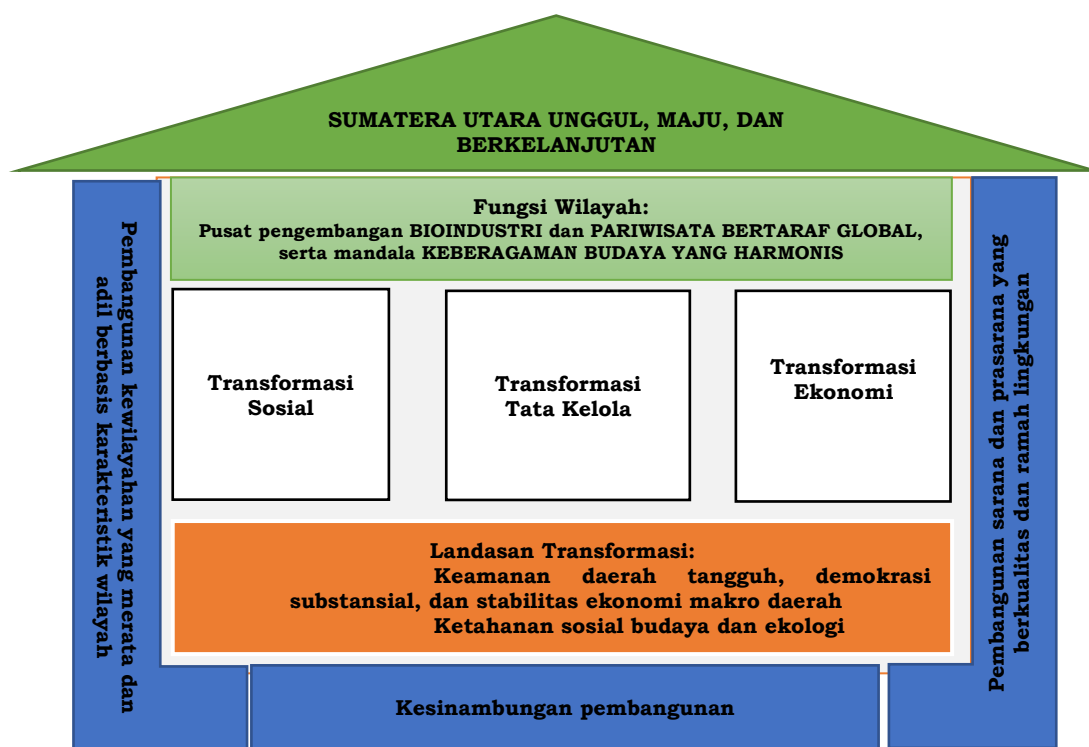 SUMATERA UTARA UNGGUL, MAJU, DAN
BERKELANJUTAN
Fungsi Wilayah:
Pusat pengembangan BIOINDUSTRI dan PARIWISATA BERTARAF GLOBAL,
serta mandala KEBERAGAMAN BUDAYA YANG HARMONIS
Pembangunan kewilayahan yang merata dan
adil berbasis karakteristik wilayah
Transformasi
Sosial
Transformasi
Tata Kelola
Transformasi
Ekonomi
Pembangunan sarana dan prasarana yang
berkualitas dan ramah lingkungan
Landasan Transformasi:
Keamanan daerah tangguh, demokrasi
substansial, dan stabilitas ekonomi makro daerah
Ketahanan sosial budaya dan ekologi
Kesinambungan pembangunan